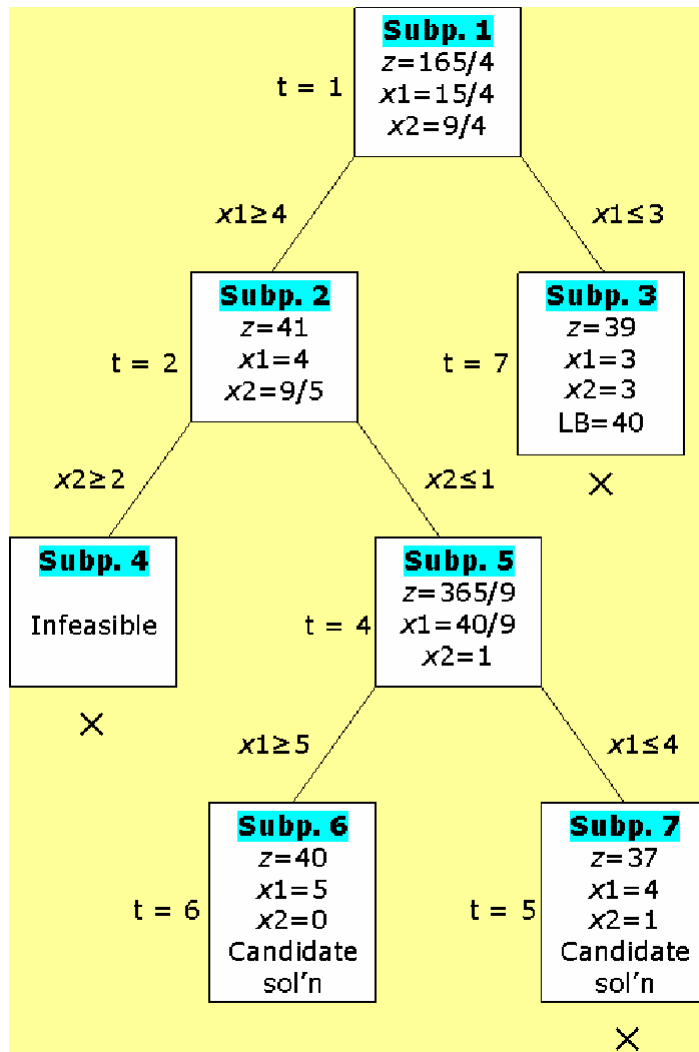 Subp. 1
z=165/4
x1=15/4
x2=9/4
t = 1
x1≥4
x1≤3
Subp. 2
z=41
x1=4
x2=9/5
t = 2
Subp. 3
z=39
x1=3
x2=3
LB=40
t = 7
×
x2≥2
x2≤1
Subp. 4
Infeasible
×
Subp. 5
z=365/9
x1=40/9
x2=1
t = 4
x1≥5
x1≤4
Subp. 6
z=40
x1=5
x2=0
Candidate
sol’n
t = 6
Subp. 7
z=37
x1=4
x2=1
Candidate
sol’n
t = 5
×